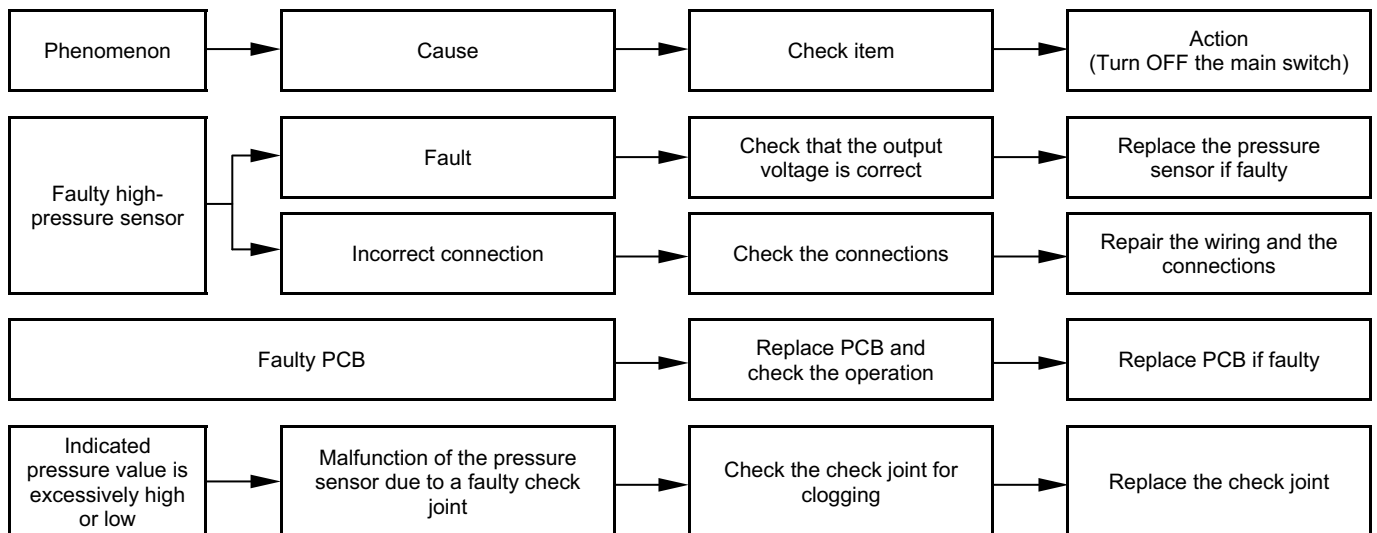 Phenomenon
Cause
Check item
Action
(Turn OFF the main switch)
Faulty high-
pressure sensor
Fault
Check that the output
voltage is correct
Replace the pressure
sensor if faulty
Incorrect connection
Check the connections
Repair the wiring and the
connections
Faulty PCB
Replace PCB and
check the operation
Replace PCB if faulty
Indicated
pressure value is
excessively high
or low
Malfunction of the pressure
sensor due to a faulty check
joint
Check the check joint for
clogging
Replace the check joint